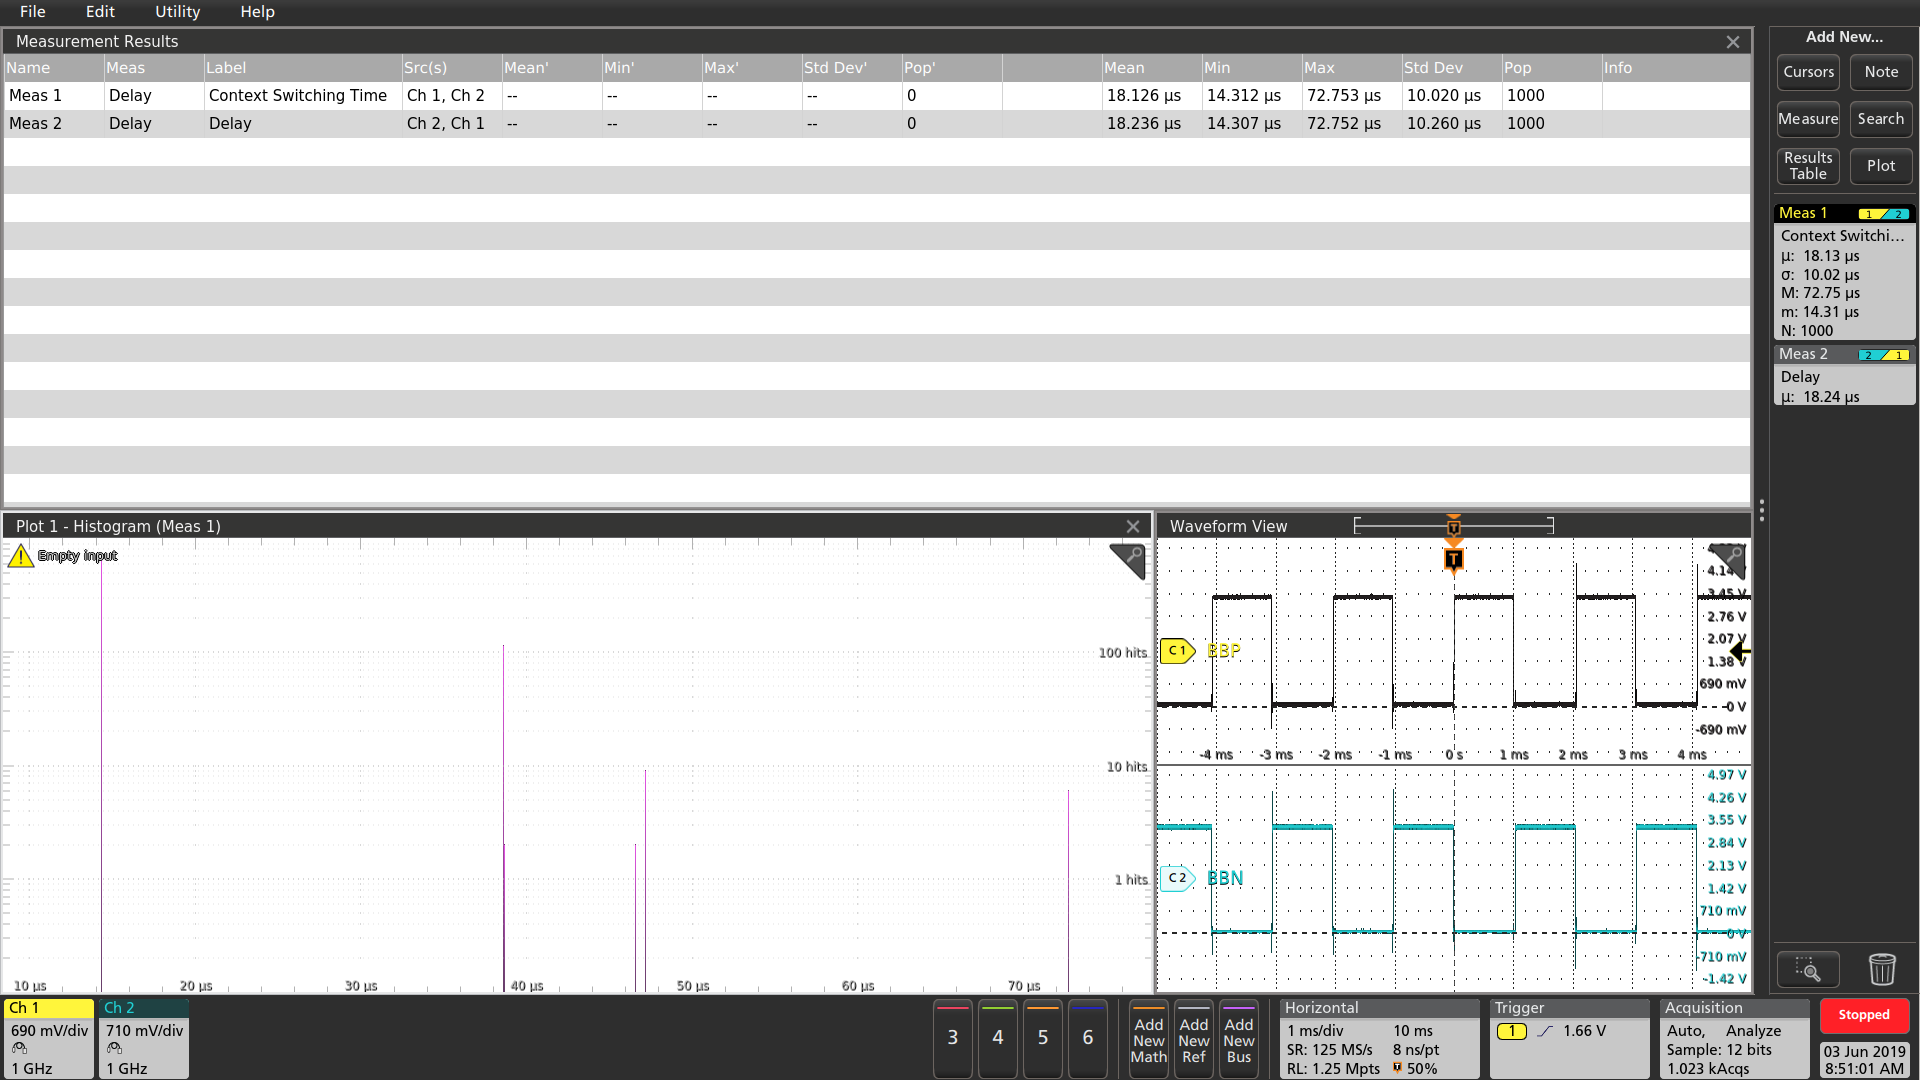 File Edit Utility Help
Measurement Results
Name Meas Label Src(s) Mean' Min' Max' Std Dev' Pop' Mean Min Max Std Dev Pop Info
Meas 1 Delay Context Switching Time Ch 1, Ch 2 -- -- -- -- 0 18.126 µs 14.312 µs 72.753 µs 10.020 µs 1000
Meas 2 Delay Delay Ch 2, Ch 1 -- -- -- -- 0 18.236 µs 14.307 µs 72.752 µs 10.260 µs 1000
Add New...
Cursors Note
Measure Search
Results Table Plot
Meas 1 1 2
Context Switchi...
µ: 18.13 µs
σ: 10.02 µs
M: 72.75 µs
m: 14.31 µs
N: 1000
Meas 2 2 1
Delay
µ: 18.24 µs
Plot 1 - Histogram (Meas 1)
Empty input
100 hits
10 hits
1 hits
10 µs 20 µs 30 µs 40 µs 50 µs 60 µs 70 µs
Waveform View
T
T
4.14
3.45 V
2.76 V
2.07 V
C 1 BBP
1.38 V
690 mV
0 V
-690 mV
-4 ms -3 ms -2 ms -1 ms 0 s 1 ms 2 ms 3 ms 4 ms
4.97 V
4.26 V
3.55 V
2.84 V
2.13 V
C 2 BBN
1.42 V
710 mV
0 V
-710 mV
-1.42 V
Ch 1
690 mV/div
1 GHz
Ch 2
710 mV/div
1 GHz
3 4 5 6
Add New Math
Add New Ref
Add New Bus
Horizontal
1 ms/div 10 ms
SR: 125 MS/s 8 ns/pt
RL: 1.25 Mpts T 50%
Trigger
1 1.66 V
Acquisition
Auto, Analyze
Sample: 12 bits
1.023 kAcqs
Stopped
03 Jun 2019
8:51:01 AM